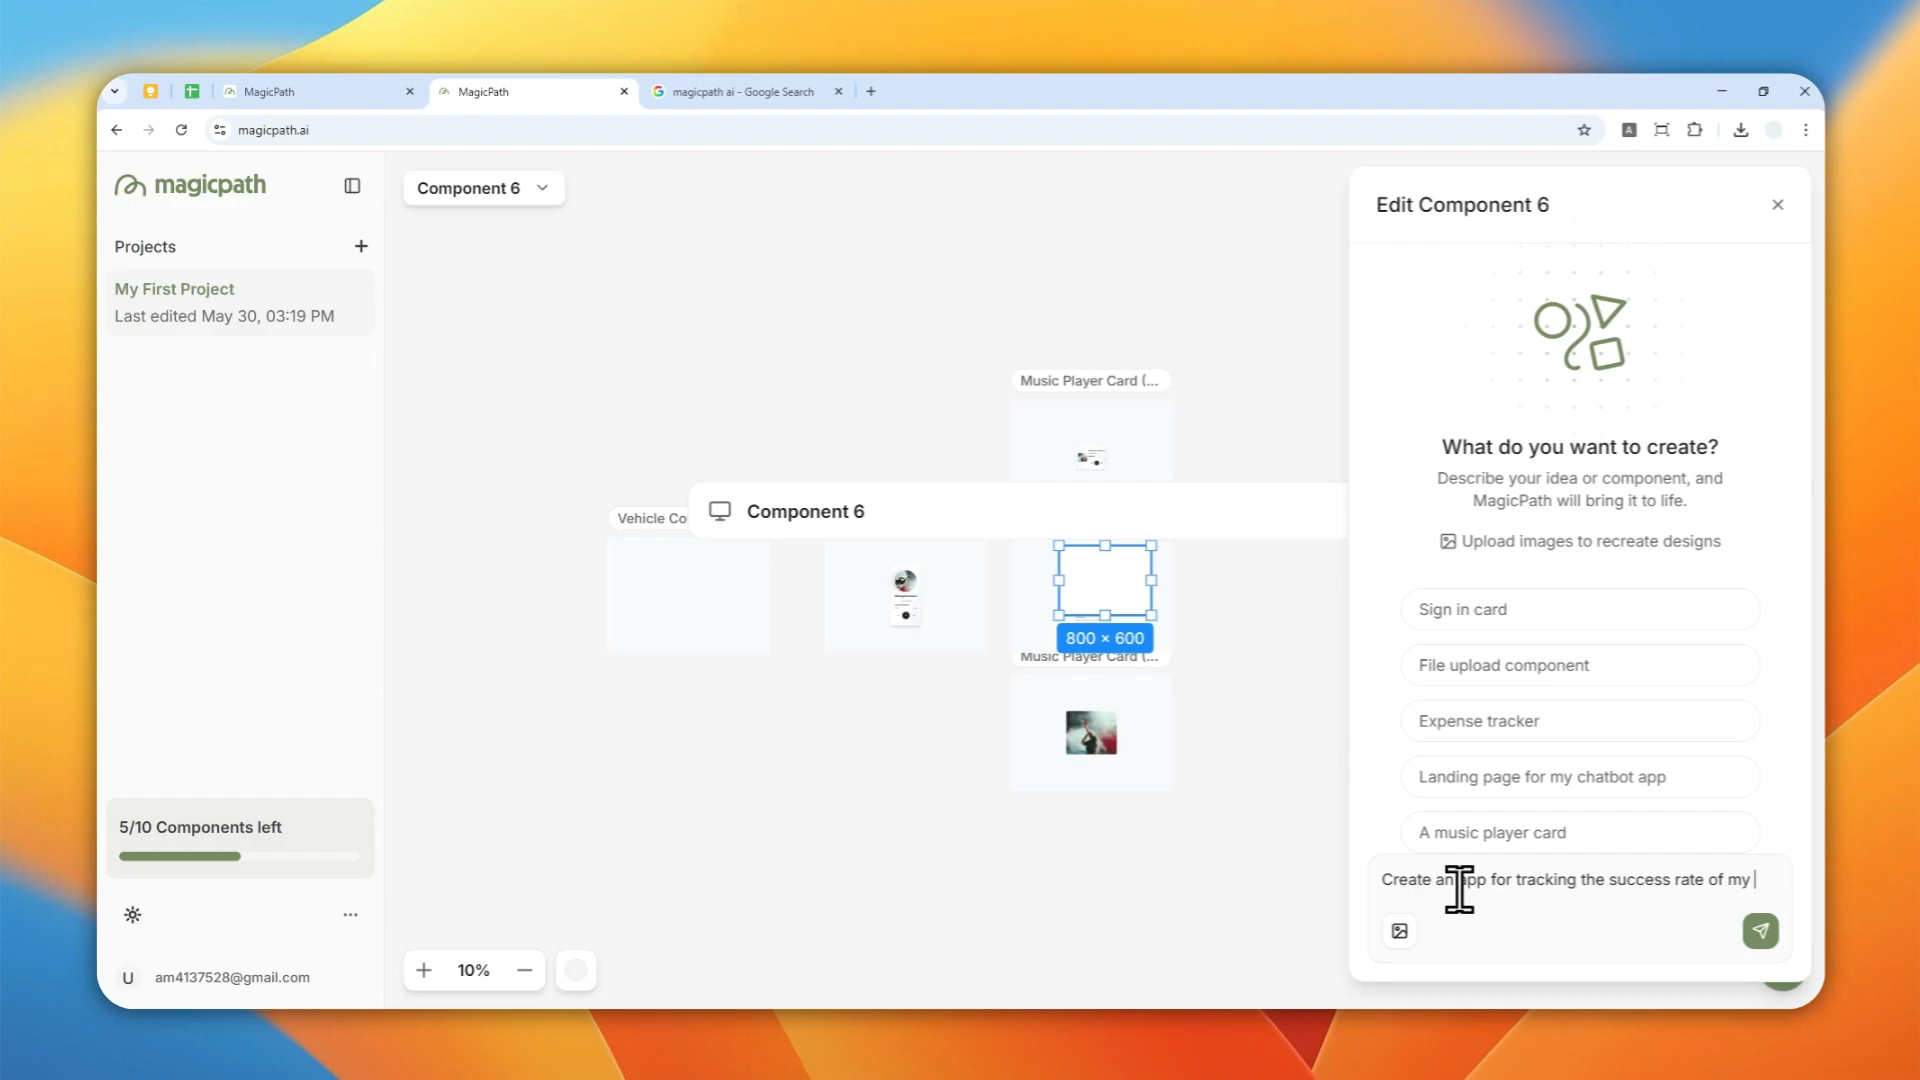 MagicPath
MagicPath
magicpath ai - Google Search
magicpath.ai
A
magicpath
Projects
My First Project
Last edited May 30, 03:19 PM
5/10 Components left
U
am4137528@gmail.com
Component 6
Music Player Card (...
Vehicle Co
Component 6
800 × 600
Music Player Card (...
10%
Edit Component 6
What do you want to create?
Describe your idea or component, and
MagicPath will bring it to life.
Upload images to recreate designs
Sign in card
File upload component
Expense tracker
Landing page for my chatbot app
A music player card
Create an app for tracking the success rate of my